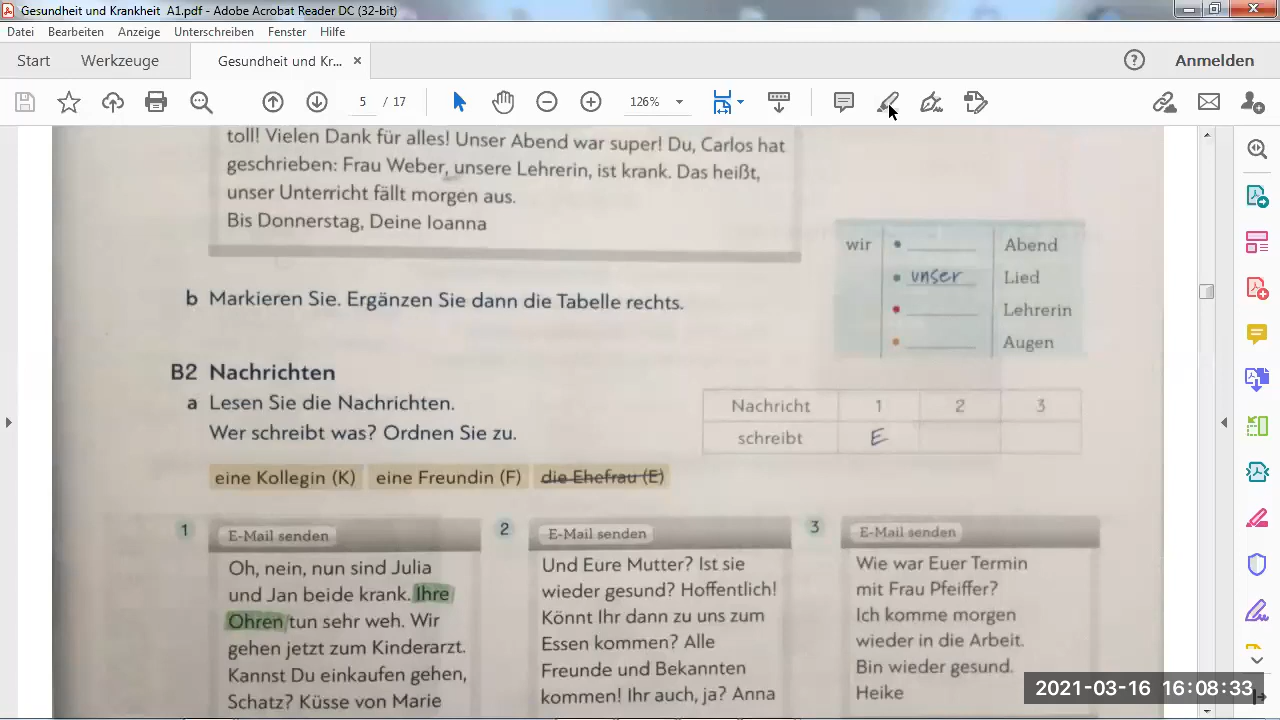 Gesundheit und Krankheit A1.pdf - Adobe Acrobat Reader DC (32-bit)
Datei Bearbeiten Anzeige Unterschreiben Fenster Hilfe
Start Werkzeuge Gesundheit und Kr... × Anmelden
5 / 17 126%
toll! Vielen Dank für alles! Unser Abend war super! Du, Carlos hat
geschrieben: Frau Weber, unsere Lehrerin, ist krank. Das heißt,
unser Unterricht fällt morgen aus.
Bis Donnerstag, Deine Ioanna
wir • ________ Abend
• unser Lied
• ________ Lehrerin
• ________ Augen
b Markieren Sie. Ergänzen Sie dann die Tabelle rechts.
B2 Nachrichten
a Lesen Sie die Nachrichten.
Wer schreibt was? Ordnen Sie zu.
Nachricht 1 2 3
schreibt E
eine Kollegin (K) eine Freundin (F) die Ehefrau (E)
1 E-Mail senden
Oh, nein, nun sind Julia
und Jan beide krank. Ihre
Ohren tun sehr weh. Wir
gehen jetzt zum Kinderarzt.
Kannst Du einkaufen gehen,
Schatz? Küsse von Marie
2 E-Mail senden
Und Eure Mutter? Ist sie
wieder gesund? Hoffentlich!
Könnt Ihr dann zu uns zum
Essen kommen? Alle
Freunde und Bekannten
kommen! Ihr auch, ja? Anna
3 E-Mail senden
Wie war Euer Termin
mit Frau Pfeiffer?
Ich komme morgen
wieder in die Arbeit.
Bin wieder gesund.
Heike
2021-03-16 16:08:33